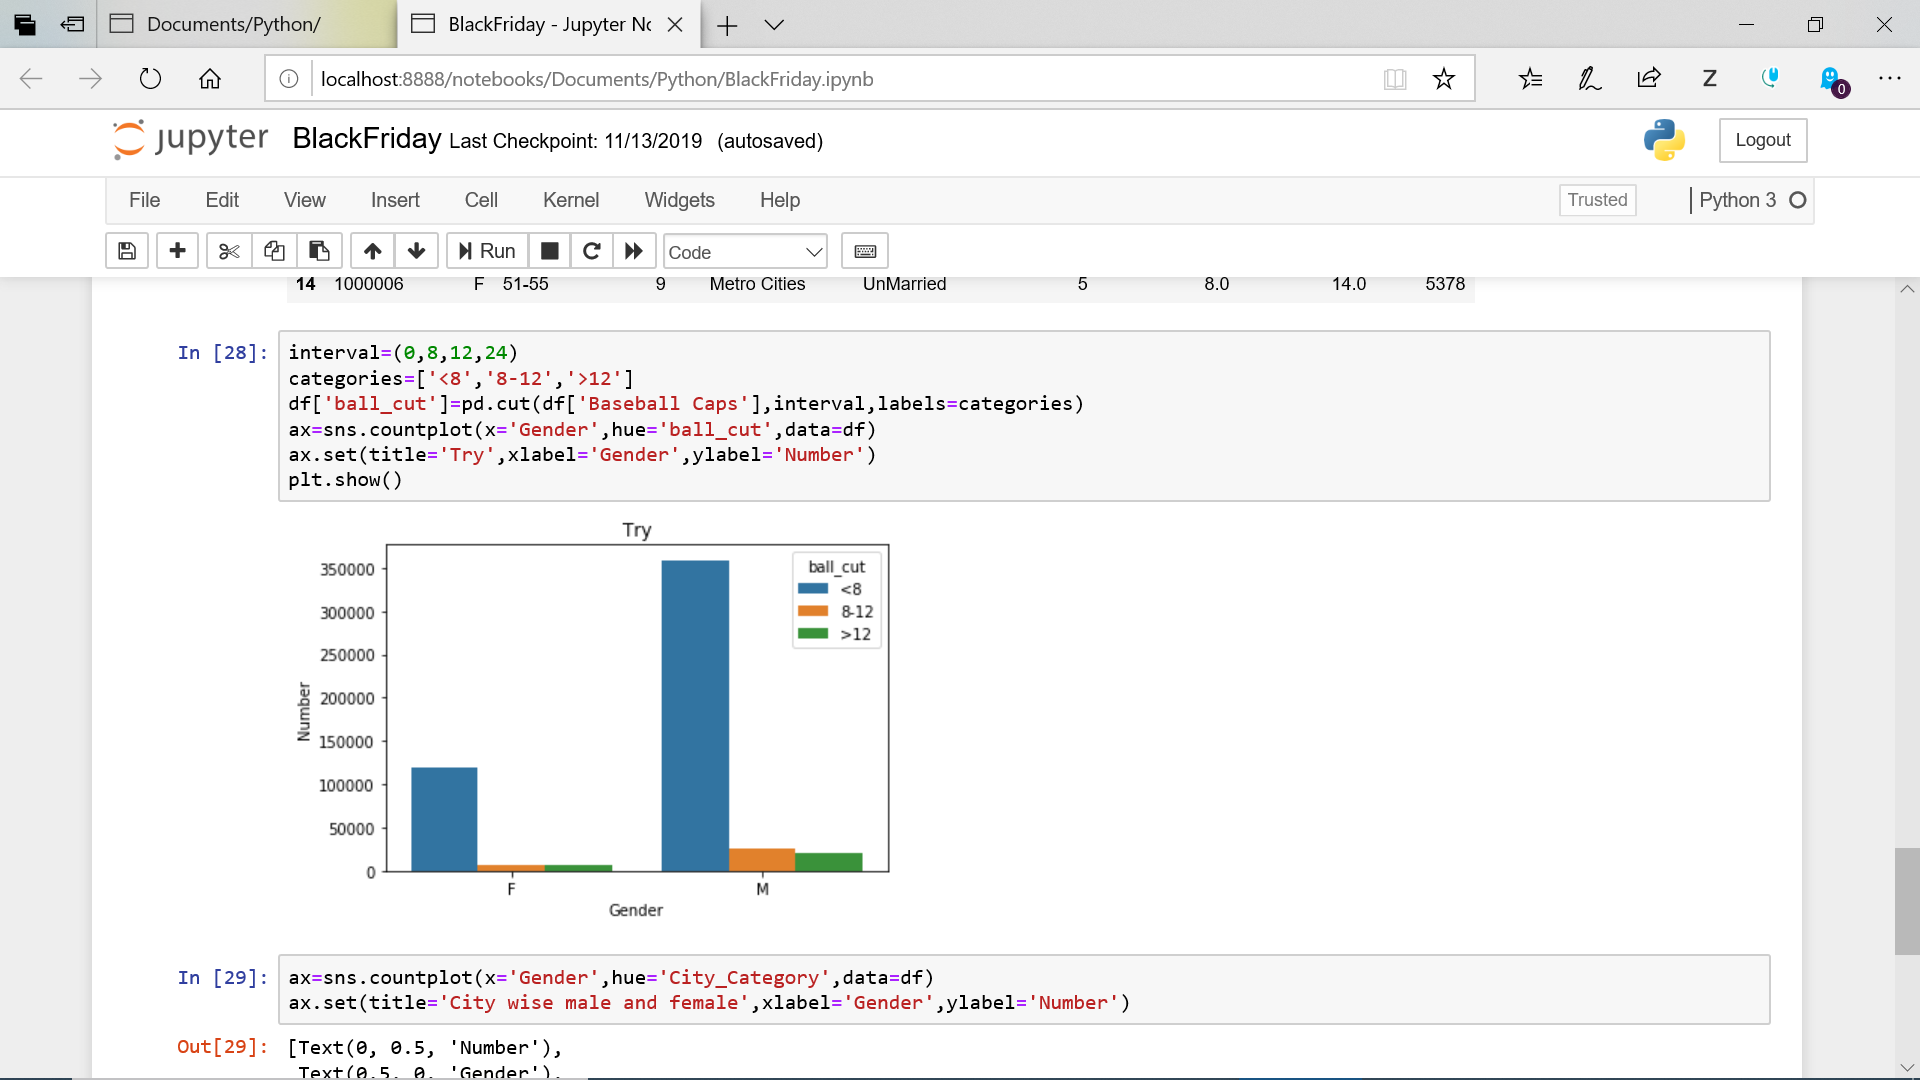 Documents/Python/
BlackFriday - Jupyter No
localhost:8888/notebooks/Documents/Python/BlackFriday.ipynb
Z
0
jupyter BlackFriday Last Checkpoint: 11/13/2019 (autosaved)
Logout
File Edit View Insert Cell Kernel Widgets Help
Trusted
Python 3
Run
Code
14 1000006 F 51-55 9 Metro Cities UnMarried 5 8.0 14.0 5378
In [28]:
interval=(0,8,12,24)
categories=['<8','8-12','>12']
df['ball_cut']=pd.cut(df['Baseball Caps'],interval,labels=categories)
ax=sns.countplot(x='Gender',hue='ball_cut',data=df)
ax.set(title='Try',xlabel='Gender',ylabel='Number')
plt.show()
Try
ball_cut
<8
8-12
>12
350000
300000
250000
200000
150000
100000
50000
0
Number
F
M
Gender
In [29]:
ax=sns.countplot(x='Gender',hue='City_Category',data=df)
ax.set(title='City wise male and female',xlabel='Gender',ylabel='Number')
Out[29]:
[Text(0, 0.5, 'Number'),
Text(0.5, 0, 'Gender'),